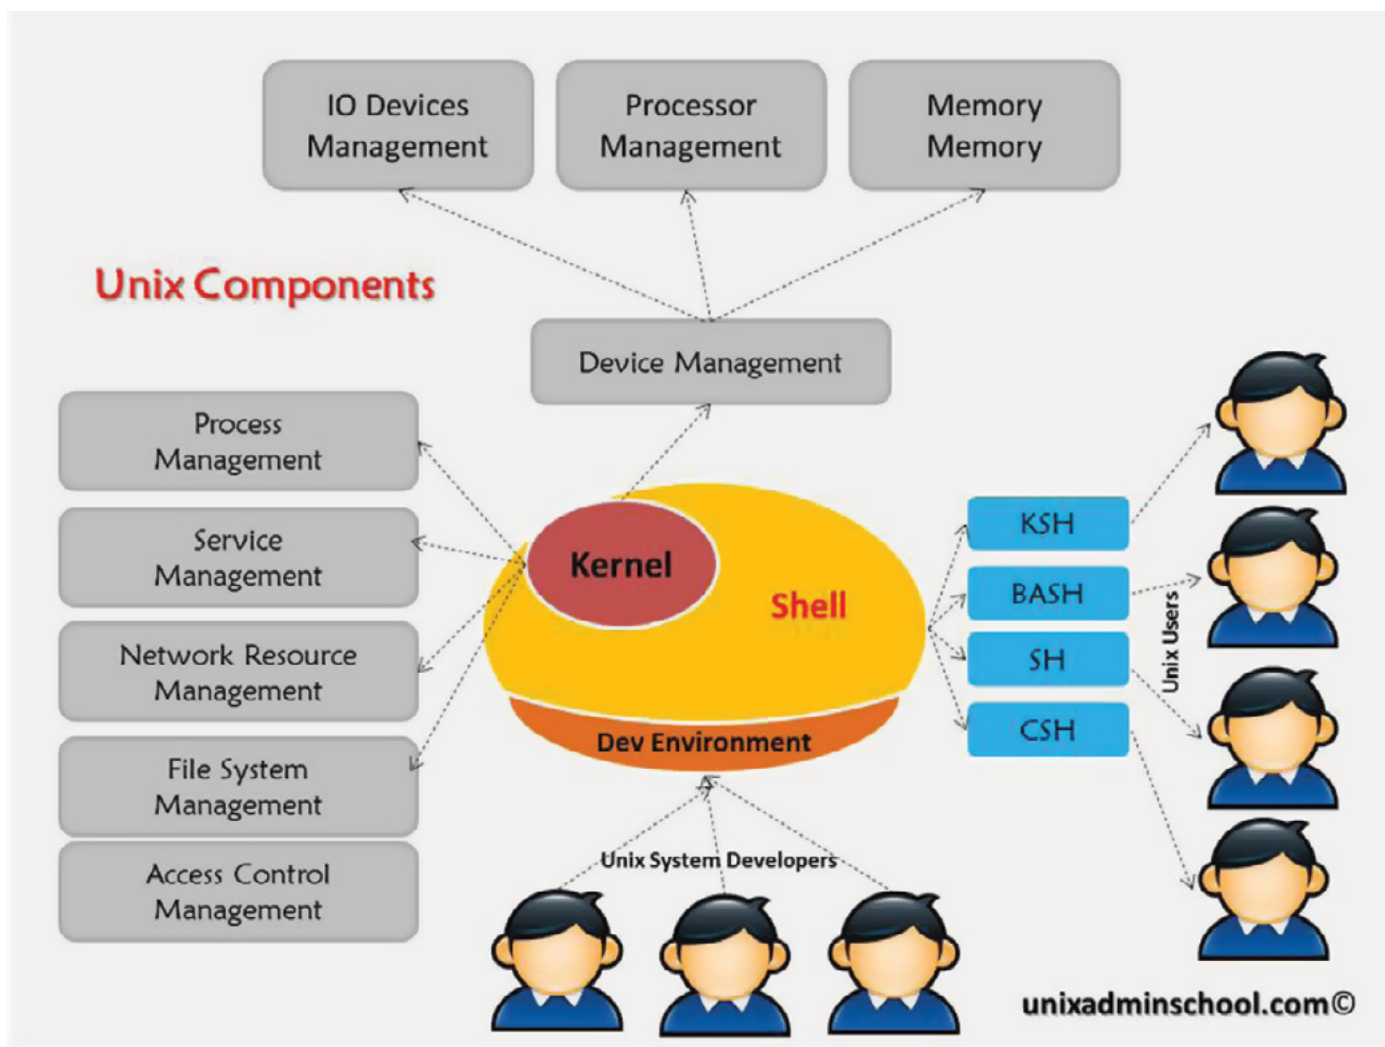 IO Devices
Management
Processor
Management
Memory
Memory
Unix Components
Device Management
Process
Management
Service
Management
Network Resource
Management
File System
Management
Access Control
Management
Kernel
Shell
Dev Environment
KSH
BASH
SH
CSH
Unix Users
Unix System Developers
unixadminschool.com©